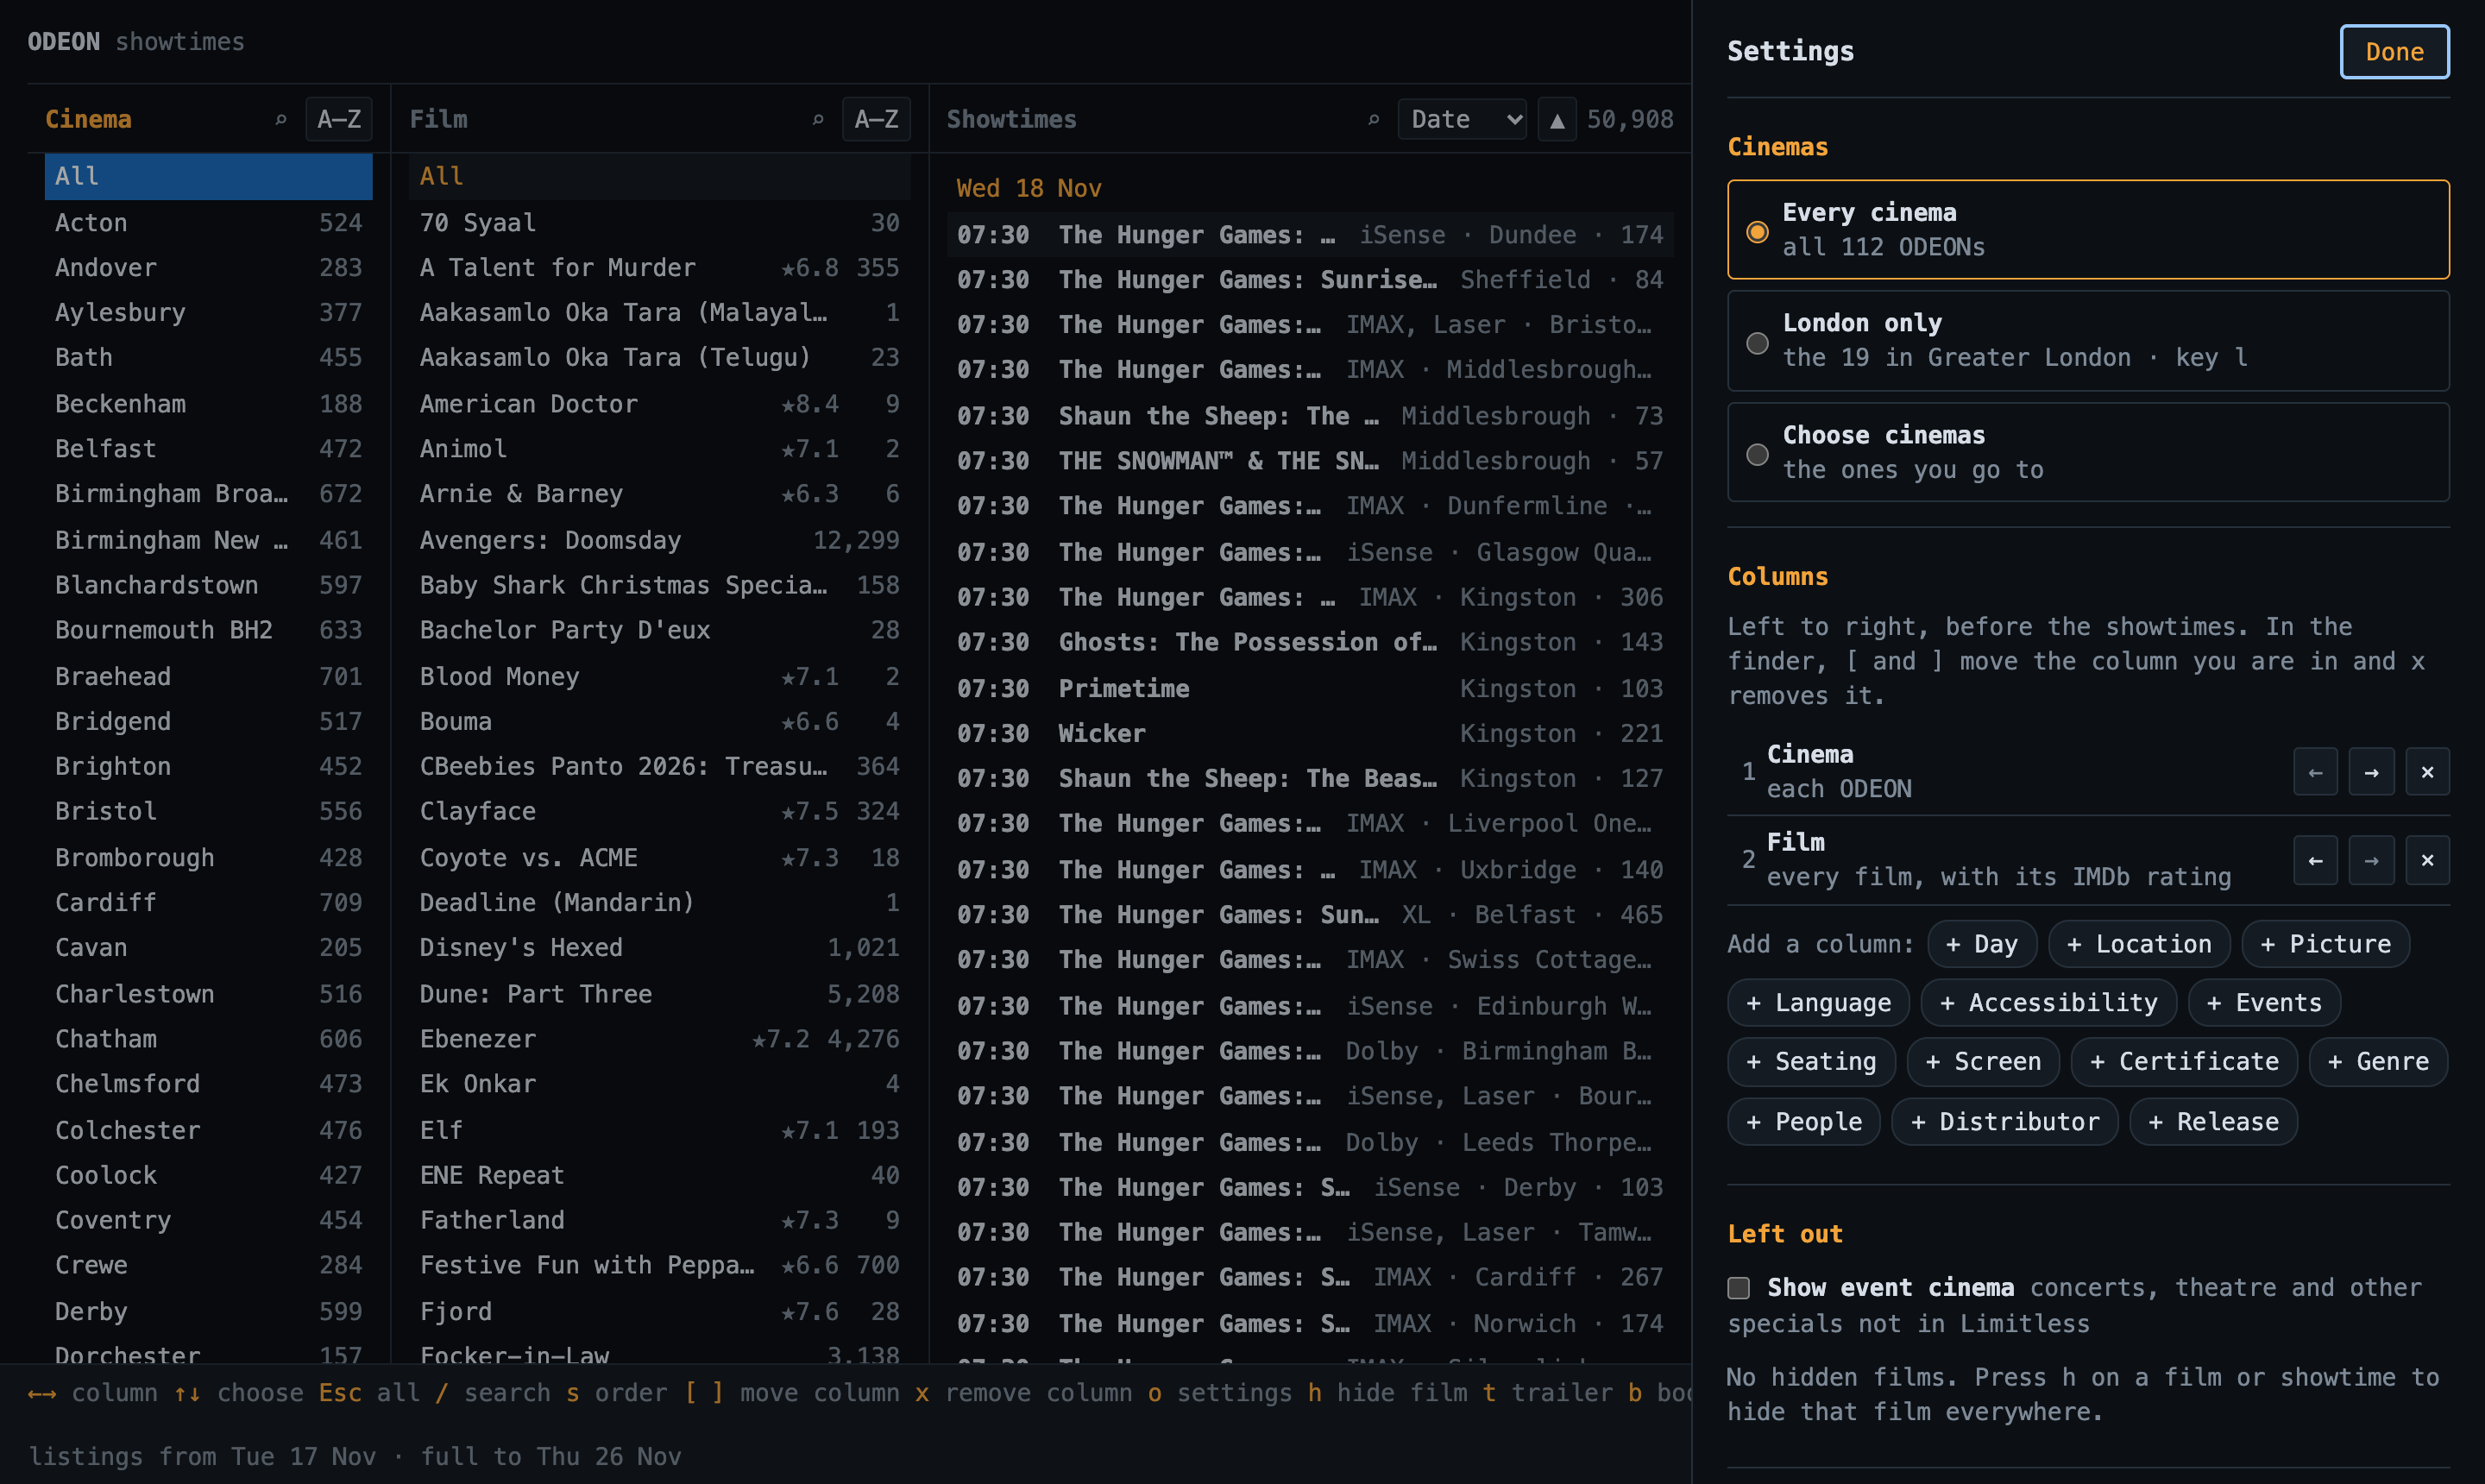 ODEON showtimes
Cinema ⌕ A–Z
All
Acton 524
Andover 283
Aylesbury 377
Bath 455
Beckenham 188
Belfast 472
Birmingham Broa… 672
Birmingham New … 461
Blanchardstown 597
Bournemouth BH2 633
Braehead 701
Bridgend 517
Brighton 452
Bristol 556
Bromborough 428
Cardiff 709
Cavan 205
Charlestown 516
Chatham 606
Chelmsford 473
Colchester 476
Coolock 427
Coventry 454
Crewe 284
Derby 599
Dorchester 157
Film ⌕ A–Z
All
70 Syaal 30
A Talent for Murder ★6.8 355
Aakasamlo Oka Tara (Malayal… 1
Aakasamlo Oka Tara (Telugu) 23
American Doctor ★8.4 9
Animol ★7.1 2
Arnie & Barney ★6.3 6
Avengers: Doomsday 12,299
Baby Shark Christmas Specia… 158
Bachelor Party D'eux 28
Blood Money ★7.1 2
Bouma ★6.6 4
CBeebies Panto 2026: Treasu… 364
Clayface ★7.5 324
Coyote vs. ACME ★7.3 18
Deadline (Mandarin) 1
Disney's Hexed 1,021
Dune: Part Three 5,208
Ebenezer ★7.2 4,276
Ek Onkar 4
Elf ★7.1 193
ENE Repeat 40
Fatherland ★7.3 9
Festive Fun with Peppa… ★6.6 700
Fjord ★7.6 28
Focker-in-Law 3,138
Showtimes ⌕ Date ▲ 50,908
Wed 18 Nov
07:30 The Hunger Games: … iSense · Dundee · 174
07:30 The Hunger Games: Sunrise… Sheffield · 84
07:30 The Hunger Games:… IMAX, Laser · Bristo…
07:30 The Hunger Games:… IMAX · Middlesbrough…
07:30 Shaun the Sheep: The … Middlesbrough · 73
07:30 THE SNOWMAN™ & THE SN… Middlesbrough · 57
07:30 The Hunger Games:… IMAX · Dunfermline ·…
07:30 The Hunger Games:… iSense · Glasgow Qua…
07:30 The Hunger Games: … IMAX · Kingston · 306
07:30 Ghosts: The Possession of… Kingston · 143
07:30 Primetime Kingston · 103
07:30 Wicker Kingston · 221
07:30 Shaun the Sheep: The Beas… Kingston · 127
07:30 The Hunger Games:… IMAX · Liverpool One…
07:30 The Hunger Games: … IMAX · Uxbridge · 140
07:30 The Hunger Games: Sun… XL · Belfast · 465
07:30 The Hunger Games:… IMAX · Swiss Cottage…
07:30 The Hunger Games:… iSense · Edinburgh W…
07:30 The Hunger Games:… Dolby · Birmingham B…
07:30 The Hunger Games:… iSense, Laser · Bour…
07:30 The Hunger Games:… Dolby · Leeds Thorpe…
07:30 The Hunger Games: S… iSense · Derby · 103
07:30 The Hunger Games:… iSense, Laser · Tamw…
07:30 The Hunger Games: S… IMAX · Cardiff · 267
07:30 The Hunger Games: S… IMAX · Norwich · 174
←→ column ↑↓ choose Esc all / search s order [ ] move column x remove column o settings h hide film t trailer b
listings from Tue 17 Nov · full to Thu 26 Nov
Settings Done
Cinemas
Every cinema
all 112 ODEONs
London only
the 19 in Greater London · key l
Choose cinemas
the ones you go to
Columns
Left to right, before the showtimes. In the
finder, [ and ] move the column you are in and x
removes it.
1 Cinema ← → ×
each ODEON
2 Film ← → ×
every film, with its IMDb rating
Add a column: + Day + Location + Picture
+ Language + Accessibility + Events
+ Seating + Screen + Certificate + Genre
+ People + Distributor + Release
Left out
Show event cinema concerts, theatre and other
specials not in Limitless
No hidden films. Press h on a film or showtime to
hide that film everywhere.